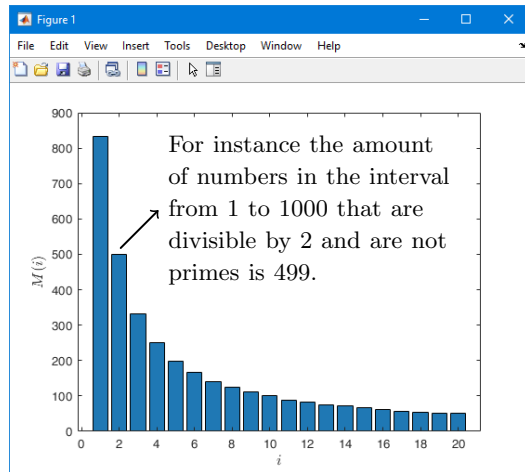 Figure 1
File Edit View Insert Tools Desktop Window Help
900
800
700
600
500
400
300
200
100
0
M(i)
For instance the amount
of numbers in the interval
from 1 to 1000 that are
divisible by 2 and are not
primes is 499.
0 2 4 6 8 10 12 14 16 18 20
i